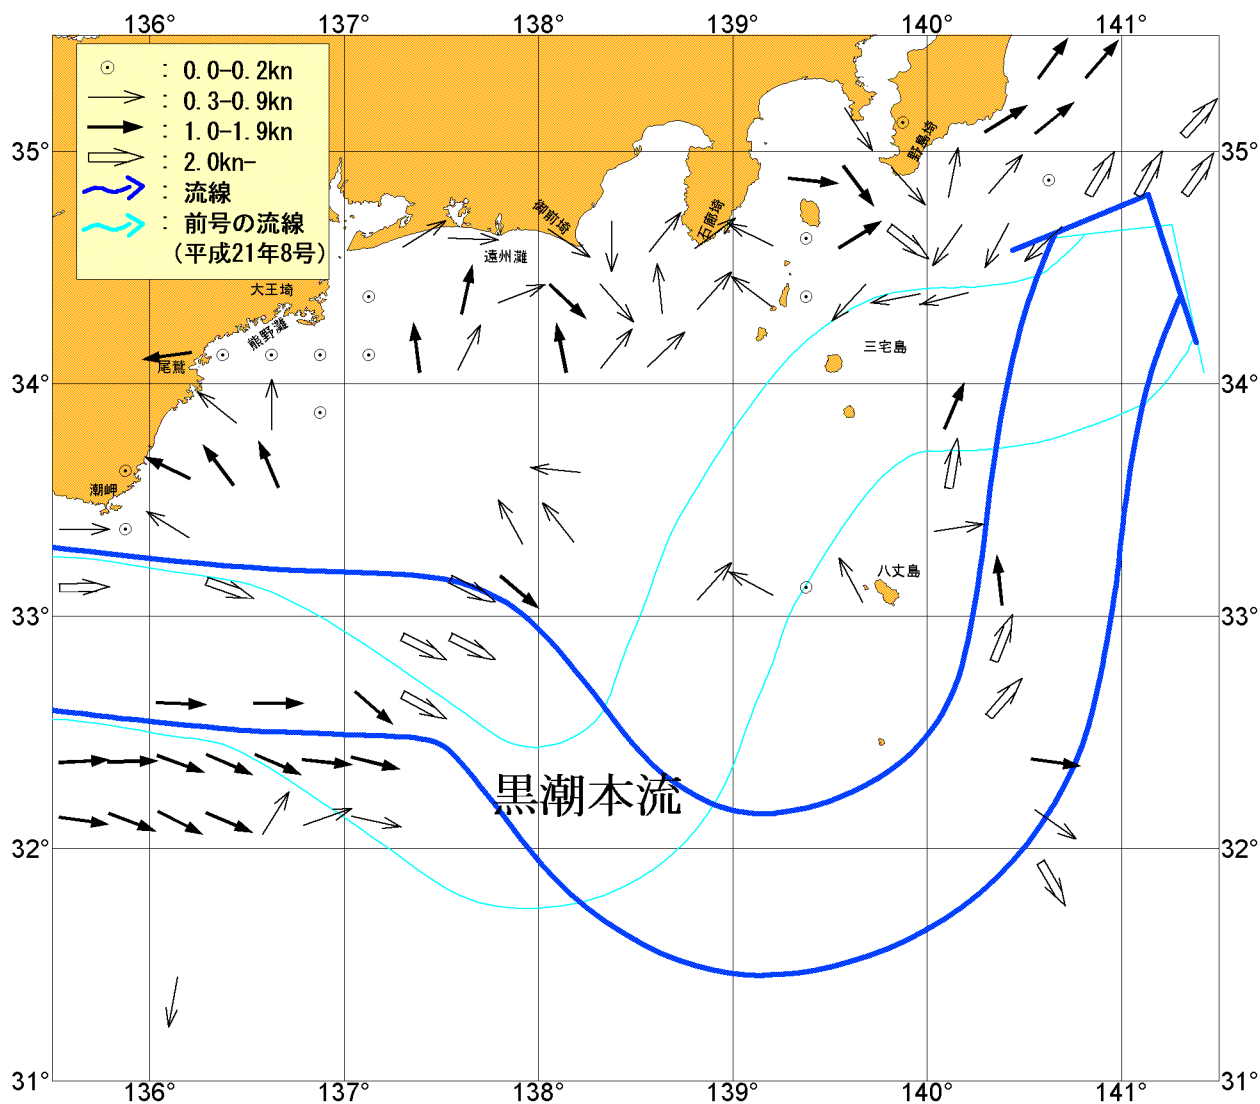 136° 137° 138° 139° 140° 141°
: 0.0-0.2kn
: 0.3-0.9kn
: 1.0-1.9kn
: 2.0kn-
: 流線
: 前号の流線
(平成21年8号)
35° 35°
野島埼
御前埼
石廊埼
遠州灘
大王埼
熊野灘
尾鷲
三宅島
34° 34°
潮岬
八丈島
33° 33°
黒潮本流
32° 32°
31° 31°
136° 137° 138° 139° 140° 141°